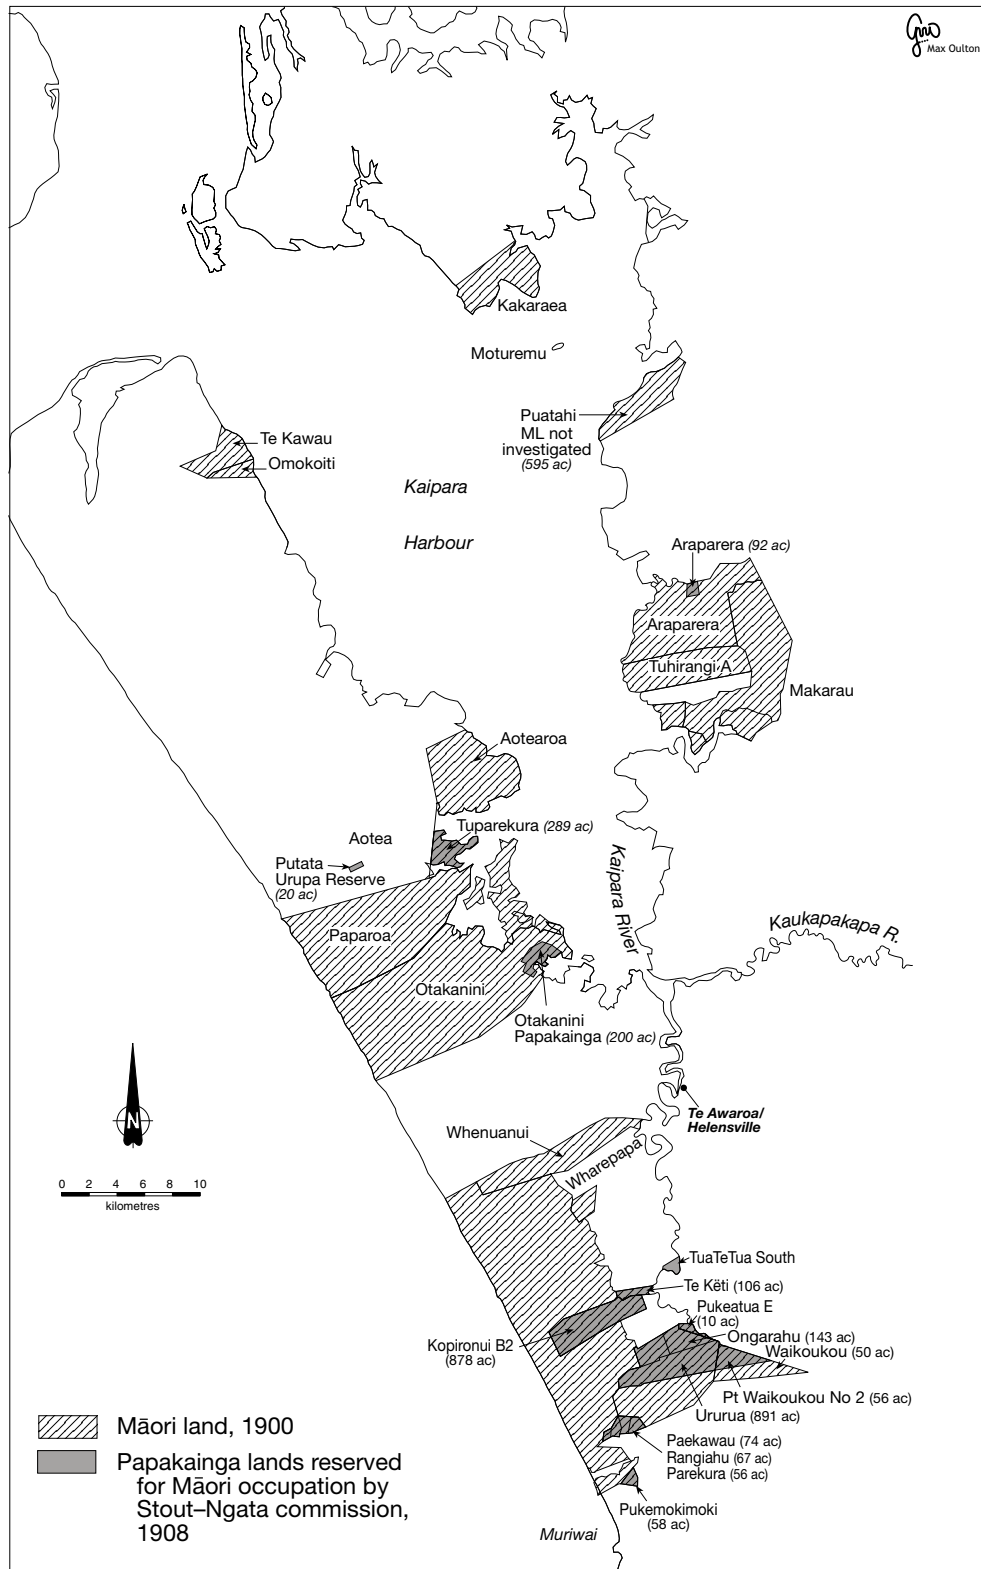 Max Oulton
Kakaraea
Moturemu
Puatahi
ML not
investigated
(595 ac)
Te Kawau
Omokoiti
Kaipara
Harbour
Araparera (92 ac)
Araparera
Tuhirangi A
Makarau
Aotearoa
Tuparekura (289 ac)
Aotea
Putata
Urupa Reserve
(20 ac)
Kaipara River
Kaukapakapa R.
Paparoa
Otakanini
Otakanini
Papakainga (200 ac)
N
Te Awaroa/
Helensville
Whenuanui
Wharepapa
0 2 4 6 8 10
kilometres
TuaTeTua South
Te Këti (106 ac)
Pukeatua E
(10 ac)
Ongarahu (143 ac)
Waikoukou
(50 ac)
Kopironui B2
(878 ac)
Pt Waikoukou No 2 (56 ac)
Ururua (891 ac)
Paekawau (74 ac)
Rangiahu (67 ac)
Parekura (56 ac)
Pukemokimoki
(58 ac)
Muriwai
Māori land, 1900
Papakainga lands reserved
for Māori occupation by
Stout–Ngata commission,
1908